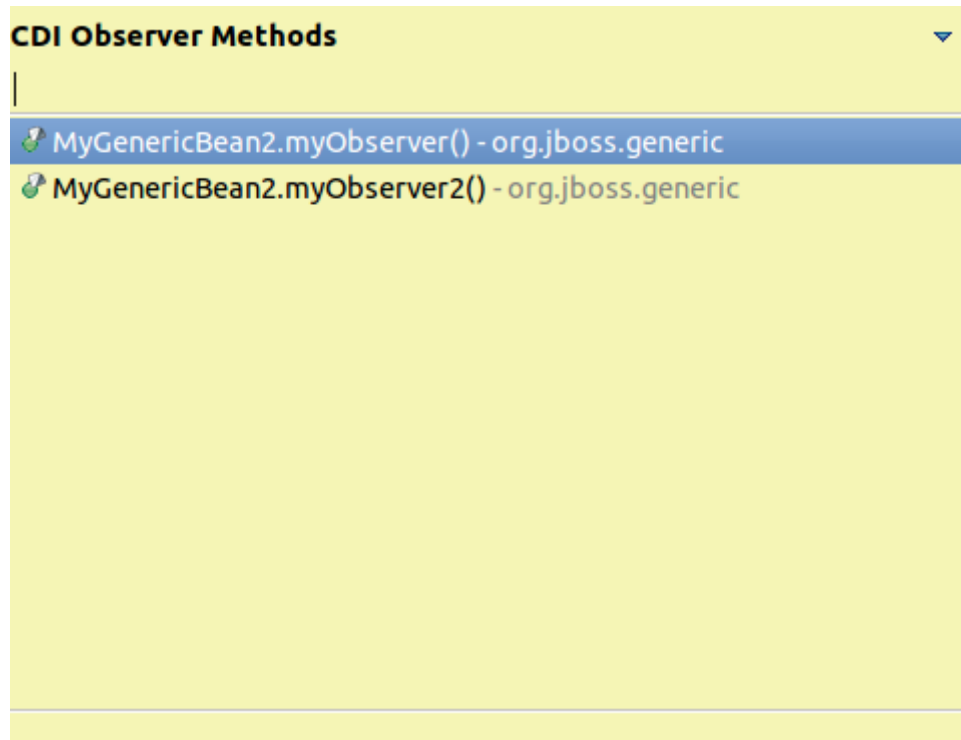 CDI Observer Methods
MyGenericBean2.myObserver() - org.jboss.generic
MyGenericBean2.myObserver2() - org.jboss.generic